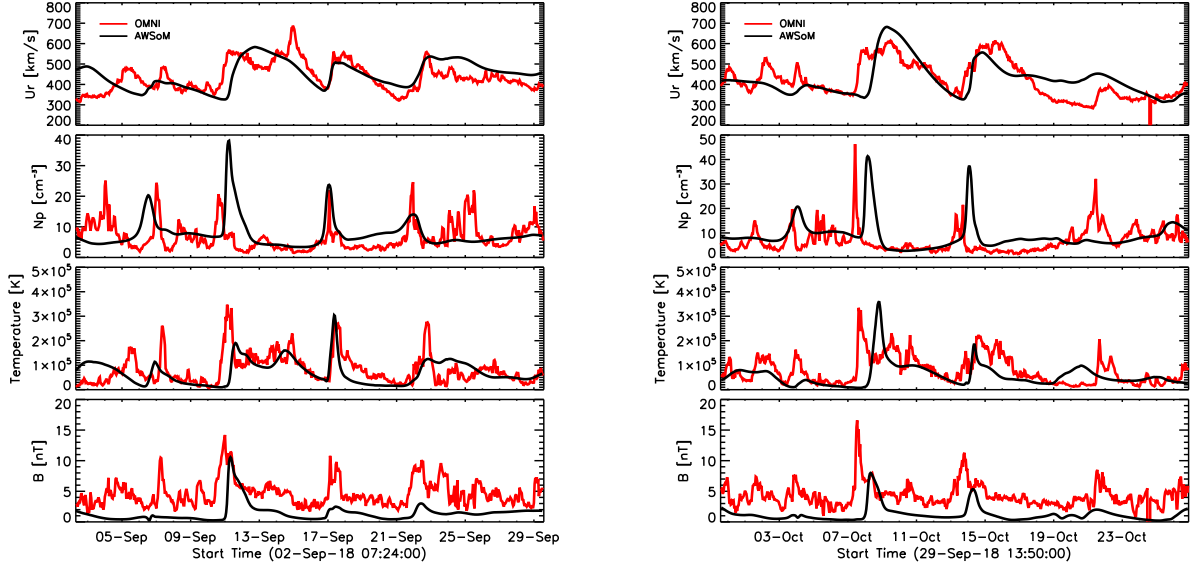 800
700
600
500
400
300
200
Ur [km/s]
OMNI
AWSoM
40
30
20
10
0
Np [cm⁻³]
5×10⁵
4×10⁵
3×10⁵
2×10⁵
1×10⁵
0
Temperature [K]
20
15
10
5
0
B [nT]
05-Sep 09-Sep 13-Sep 17-Sep 21-Sep 25-Sep 29-Sep
Start Time (02-Sep-18 07:24:00)
800
700
600
500
400
300
200
Ur [km/s]
OMNI
AWSoM
50
40
30
20
10
0
Np [cm⁻³]
5×10⁵
4×10⁵
3×10⁵
2×10⁵
1×10⁵
0
Temperature [K]
20
15
10
5
0
B [nT]
03-Oct 07-Oct 11-Oct 15-Oct 19-Oct 23-Oct
Start Time (29-Sep-18 13:50:00)